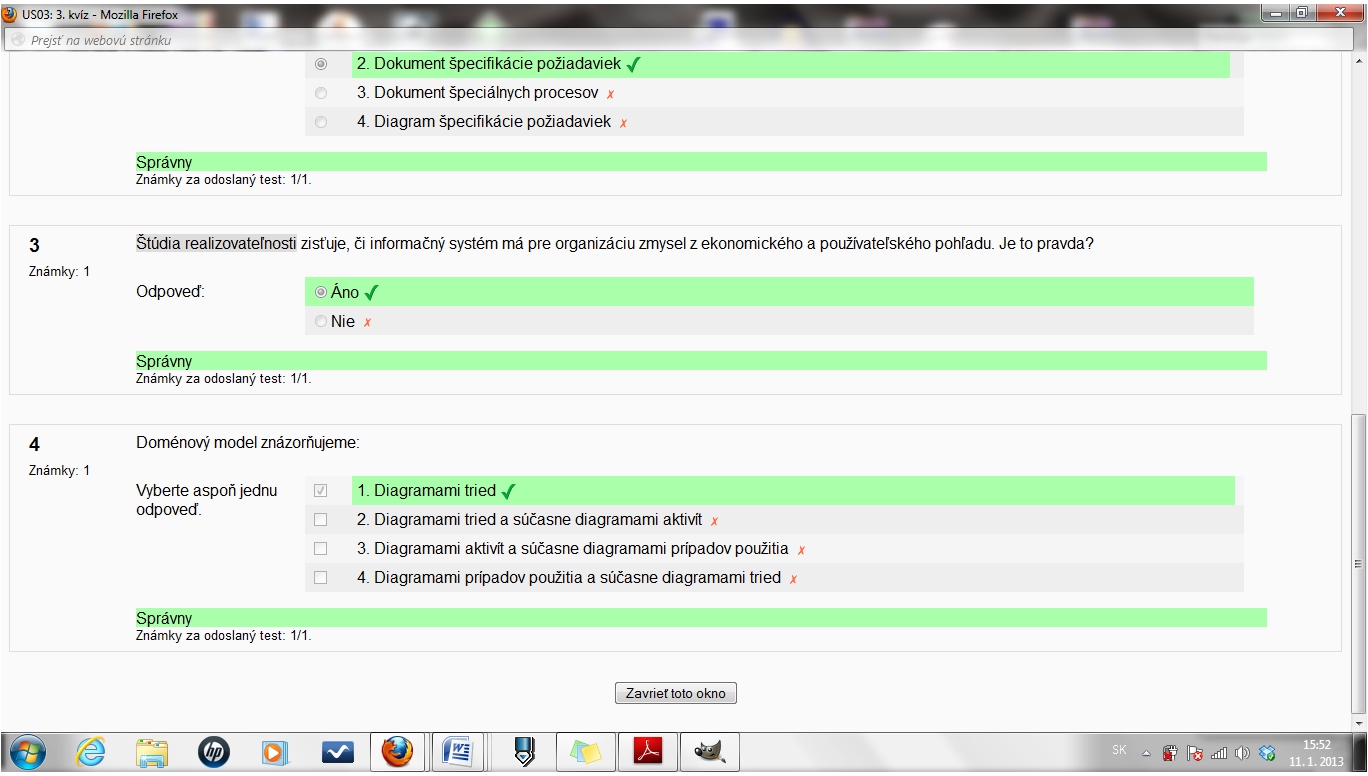 US03: 3. kvíz - Mozilla Firefox
Prejsť na webovú stránku
2. Dokument špecifikácie požiadaviek
3. Dokument špeciálnych procesov
4. Diagram špecifikácie požiadaviek
Správny
Známky za odoslaný test: 1/1.
3
Štúdia realizovateľnosti zisťuje, či informačný systém má pre organizáciu zmysel z ekonomického a používateľského pohľadu. Je to pravda?
Známky: 1
Odpoveď:
Áno
Nie
Správny
Známky za odoslaný test: 1/1.
4
Doménový model znázorňujeme:
Známky: 1
Vyberte aspoň jednu
odpoveď.
1. Diagramami tried
2. Diagramami tried a súčasne diagramami aktivít
3. Diagramami aktivít a súčasne diagramami prípadov použitia
4. Diagramami prípadov použitia a súčasne diagramami tried
Správny
Známky za odoslaný test: 1/1.
Zavrieť toto okno
hp
SK
15:52
11. 1. 2013